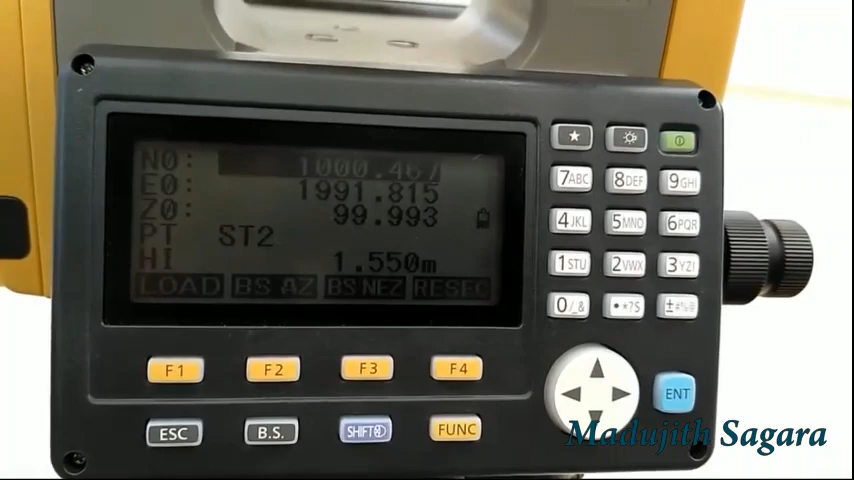 N0: 1000.467
E0: 1991.815
Z0: 99.993
PT ST2
HI 1.550m
LOAD BS AZ BS NEZ RESEC
★
7ABC 8DEF 9GHI
4JKL 5MNO 6PQR
1STU 2VWX 3YZ!
0/_& •*?$ ±#%@
F1 F2 F3 F4
ENT
ESC B.S. SHIFT FUNC
Madujith Sagara